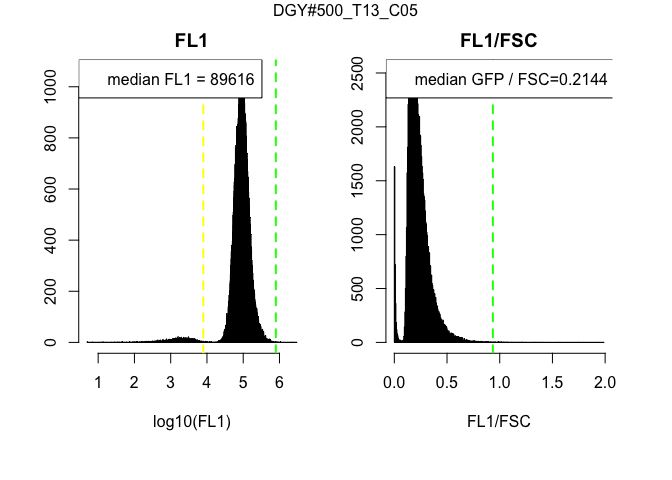 DGY#500_T13_C05
FL1
median FL1 = 89616
0
200
400
600
800
1000
1 2 3 4 5 6
log10(FL1)
FL1/FSC
median GFP / FSC=0.2144
0
500
1000
1500
2000
2500
0.0 0.5 1.0 1.5 2.0
FL1/FSC